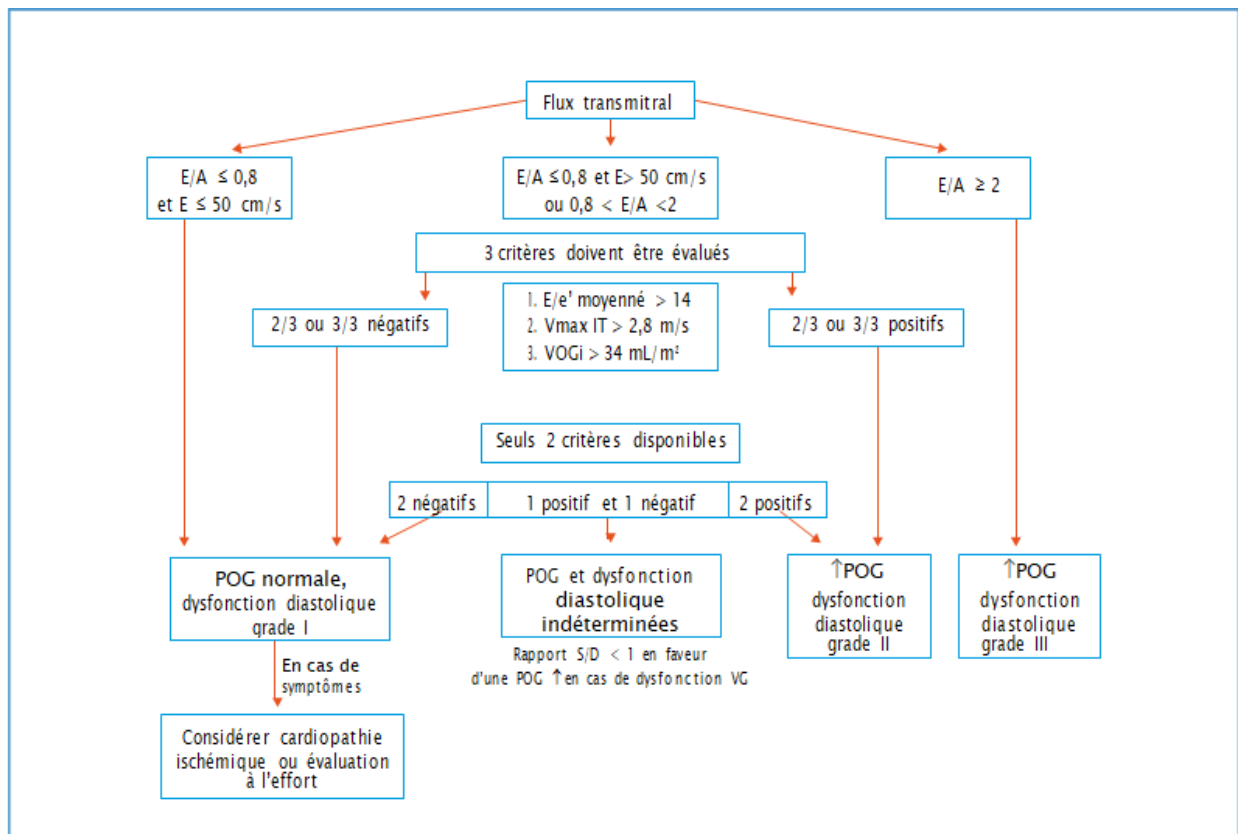 Flux transmitral
E/A ≤ 0,8
et E ≤ 50 cm/s
E/A ≤0,8 et E> 50 cm/s
ou 0,8 < E/A <2
E/A ≥ 2
3 critères doivent être évalués
2/3 ou 3/3 négatifs
1. E/e' moyenné > 14
2. Vmax IT > 2,8 m/s
3. VOGi > 34 mL/m²
2/3 ou 3/3 positifs
Seuls 2 critères disponibles
2 négatifs
1 positif et 1 négatif
2 positifs
POG normale,
dysfonction diastolique
grade I
POG et dysfonction
diastolique
indéterminées
↑POG
dysfonction
diastolique
grade II
↑POG
dysfonction
diastolique
grade III
En cas de
symptômes
Rapport S/D < 1 en faveur
d'une POG ↑ en cas de dysfonction VG
Considérer cardiopathie
ischémique ou évaluation
à l'effort